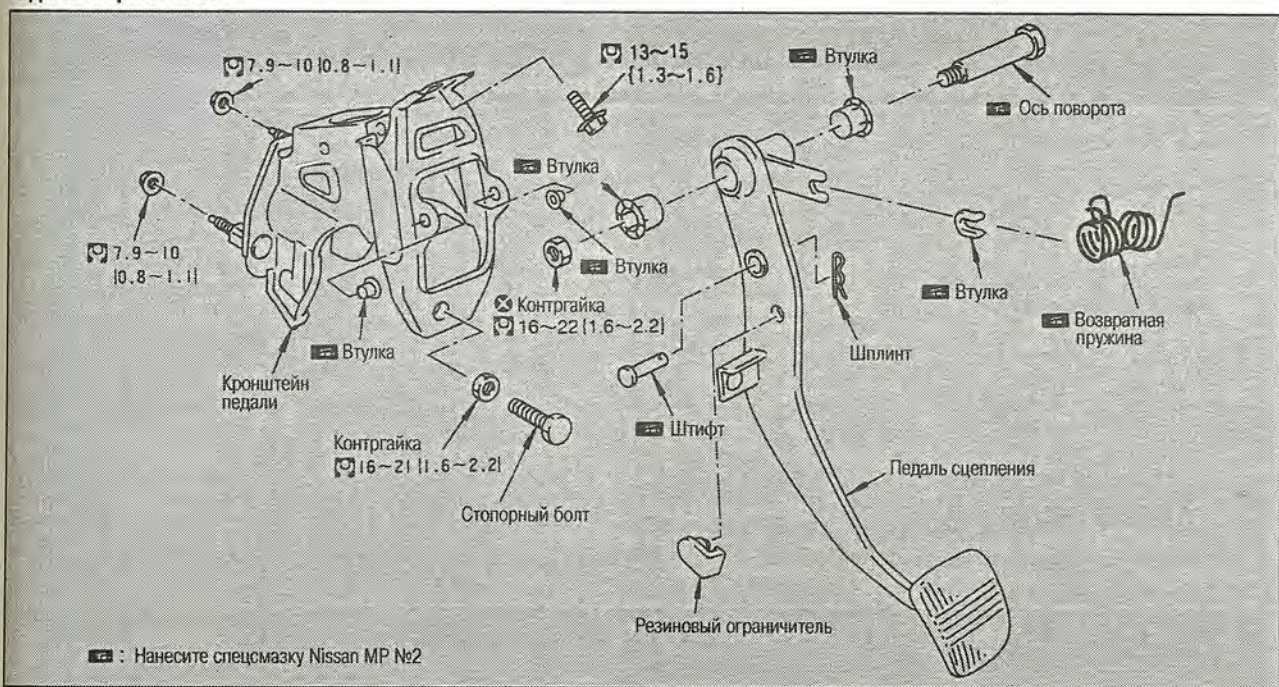 7.9~10 {0.8~1.1}
13~15
{1.3~1.6}
Втулка
Ось поворота
Втулка
7.9~10
{0.8~1.1}
Втулка
Контргайка
16~22 {1.6~2.2}
Втулка
Шплинт
Втулка
Возвратная
пружина
Кронштейн
педали
Контргайка
16~21 {1.6~2.2}
Штифт
Стопорный болт
Педаль сцепления
Резиновый ограничитель
: Нанесите спецсмазку Nissan MP №2